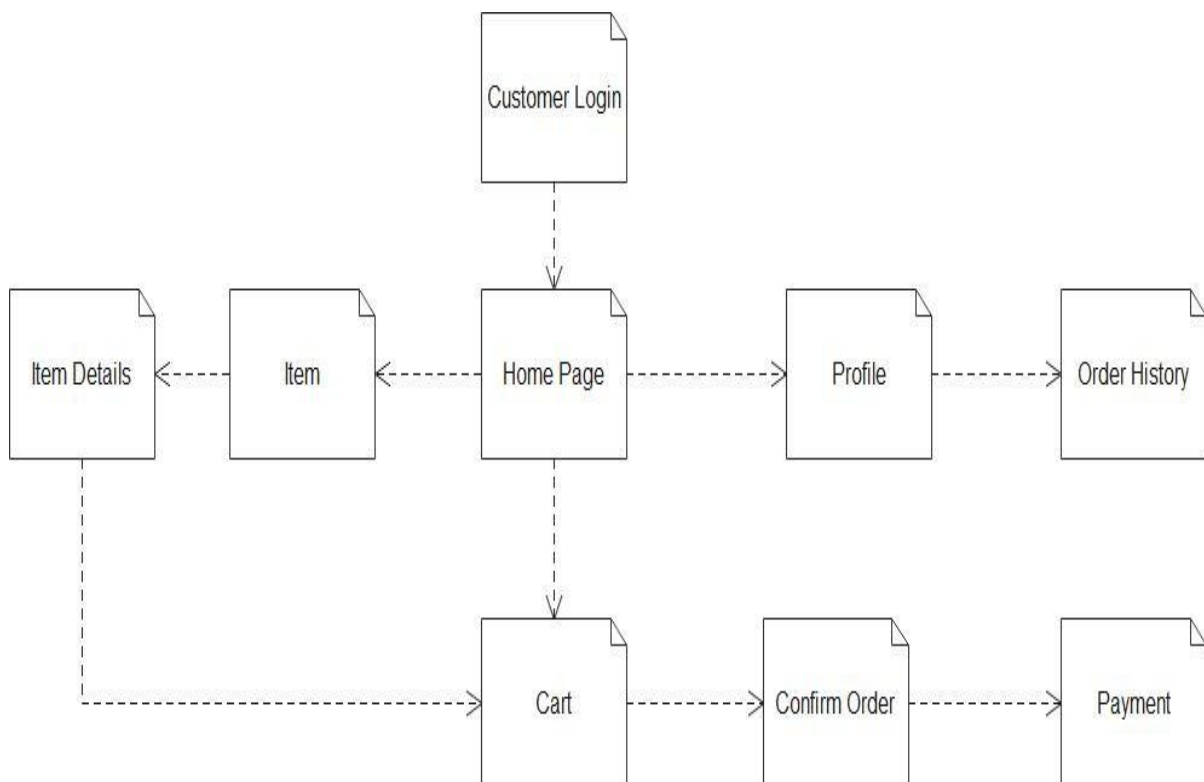 Customer Login
Item Details
Item
Home Page
Profile
Order History
Cart
Confirm Order
Payment